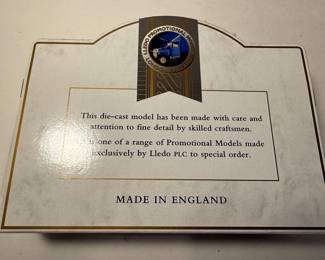 LLEDO PROMOTIONAL
This die-cast model has been made with care and
attention to fine detail by skilled craftsmen.
is one of a range of Promotional Models made
exclusively by Lledo PLC to special order.
MADE IN ENGLAND